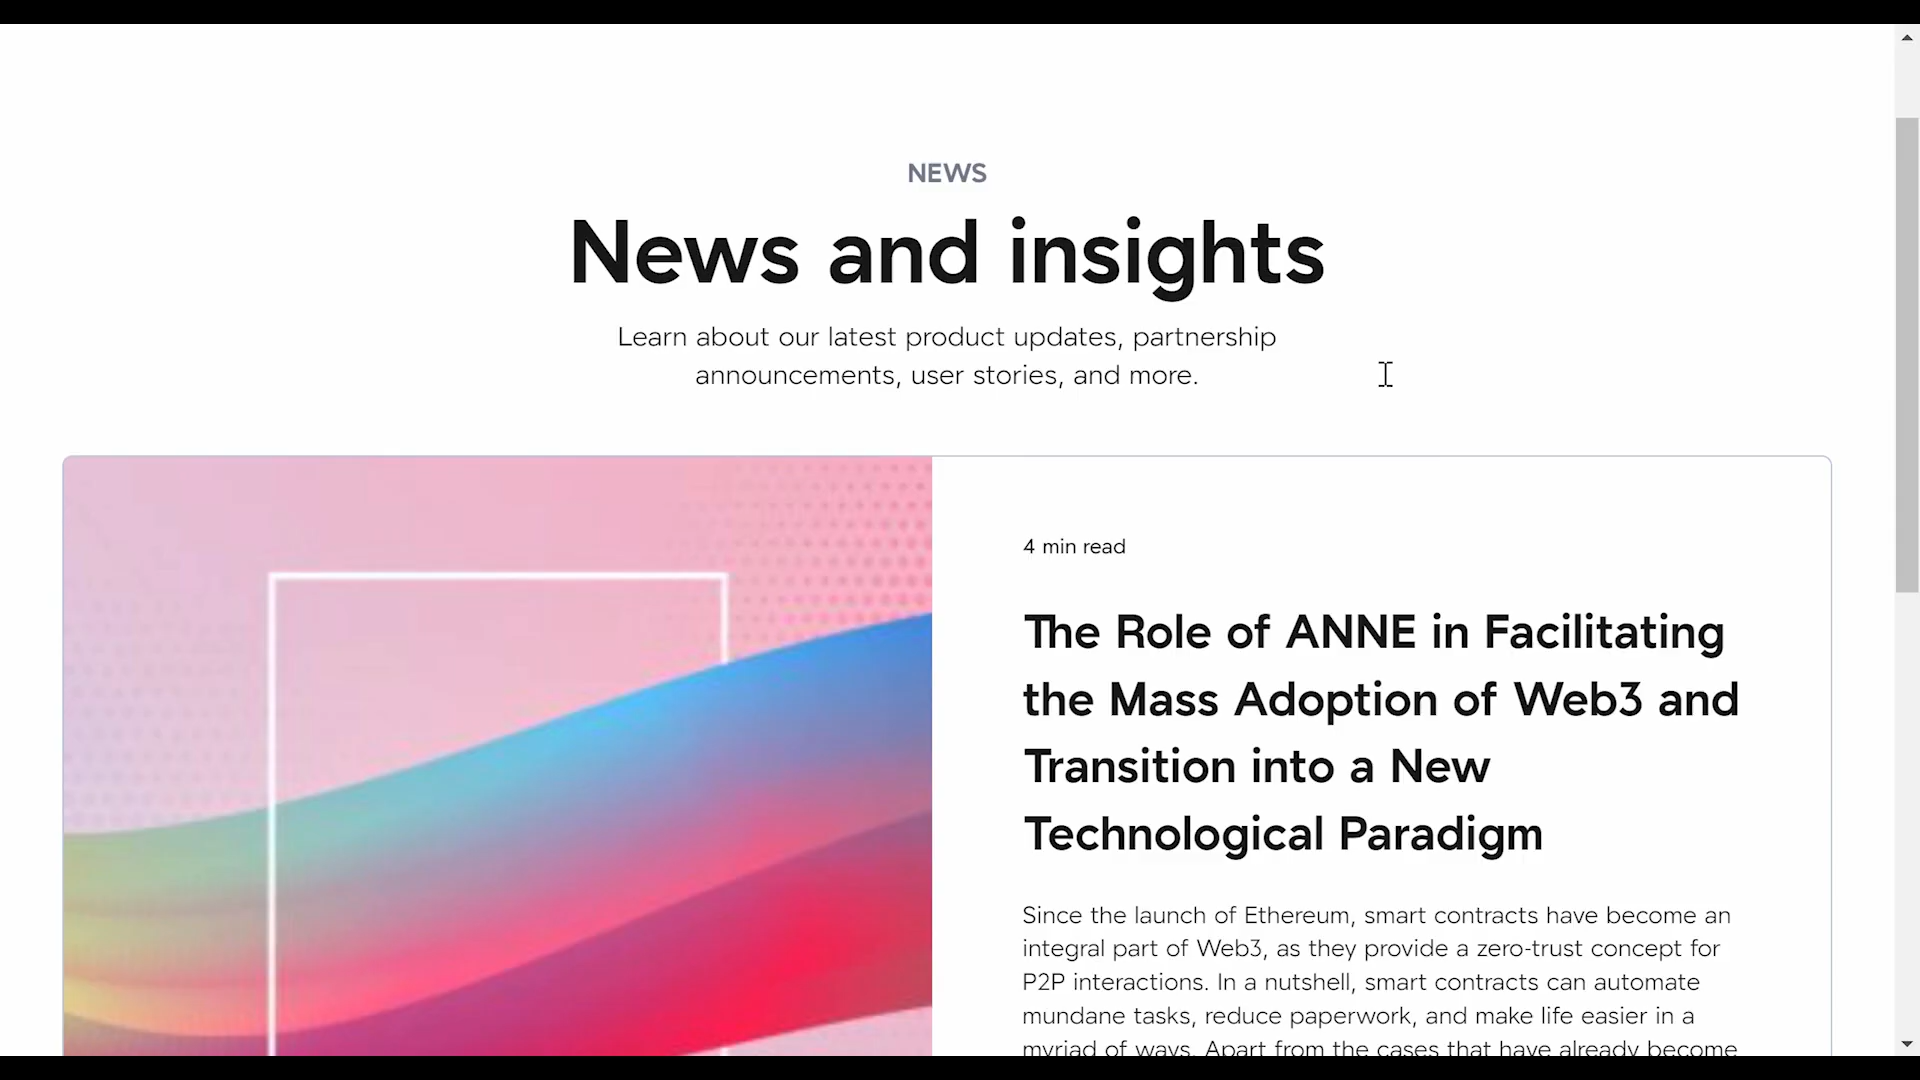 NEWS
News and insights
Learn about our latest product updates, partnership
announcements, user stories, and more.
4 min read
The Role of ANNE in Facilitating
the Mass Adoption of Web3 and
Transition into a New
Technological Paradigm
Since the launch of Ethereum, smart contracts have become an
integral part of Web3, as they provide a zero-trust concept for
P2P interactions. In a nutshell, smart contracts can automate
mundane tasks, reduce paperwork, and make life easier in a
myriad of ways. Apart from the cases that have already become